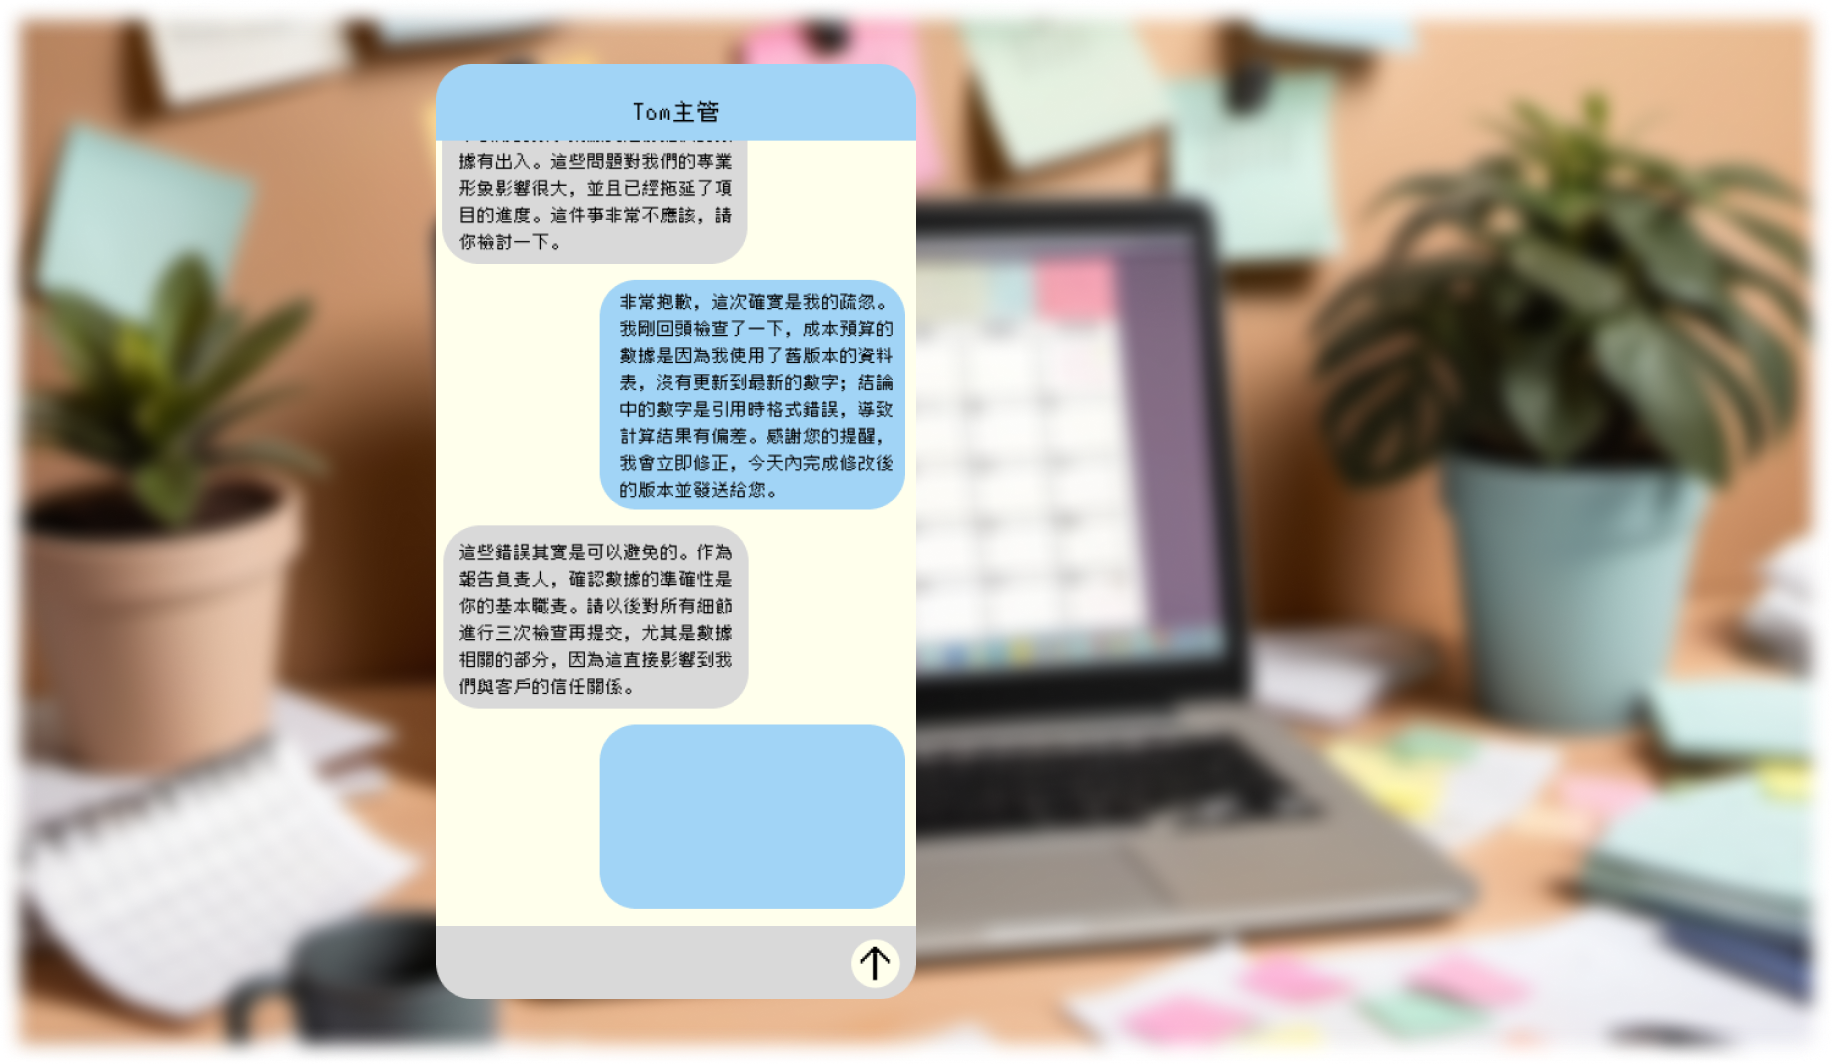 Tom主管
據有出入。這些問題對我們的專業
形象影響很大，並且已經拖延了項
目的進度。這件事非常不應該，請
你檢討一下。
非常抱歉，這次確實是我的疏忽。
我剛回頭檢查了一下，成本預算的
數據是因為我使用了舊版本的資料
表，沒有更新到最新的數字；結論
中的數字是引用時格式錯誤，導致
計算結果有偏差。感謝您的提醒，
我會立即修正，今天內完成修改後
的版本並發送給您。
這些錯誤其實是可以避免的。作為
報告負責人，確認數據的準確性是
你的基本職責。請以後對所有細節
進行三次檢查再提交，尤其是數據
相關的部分，因為這直接影響到我
們與客戶的信任關係。